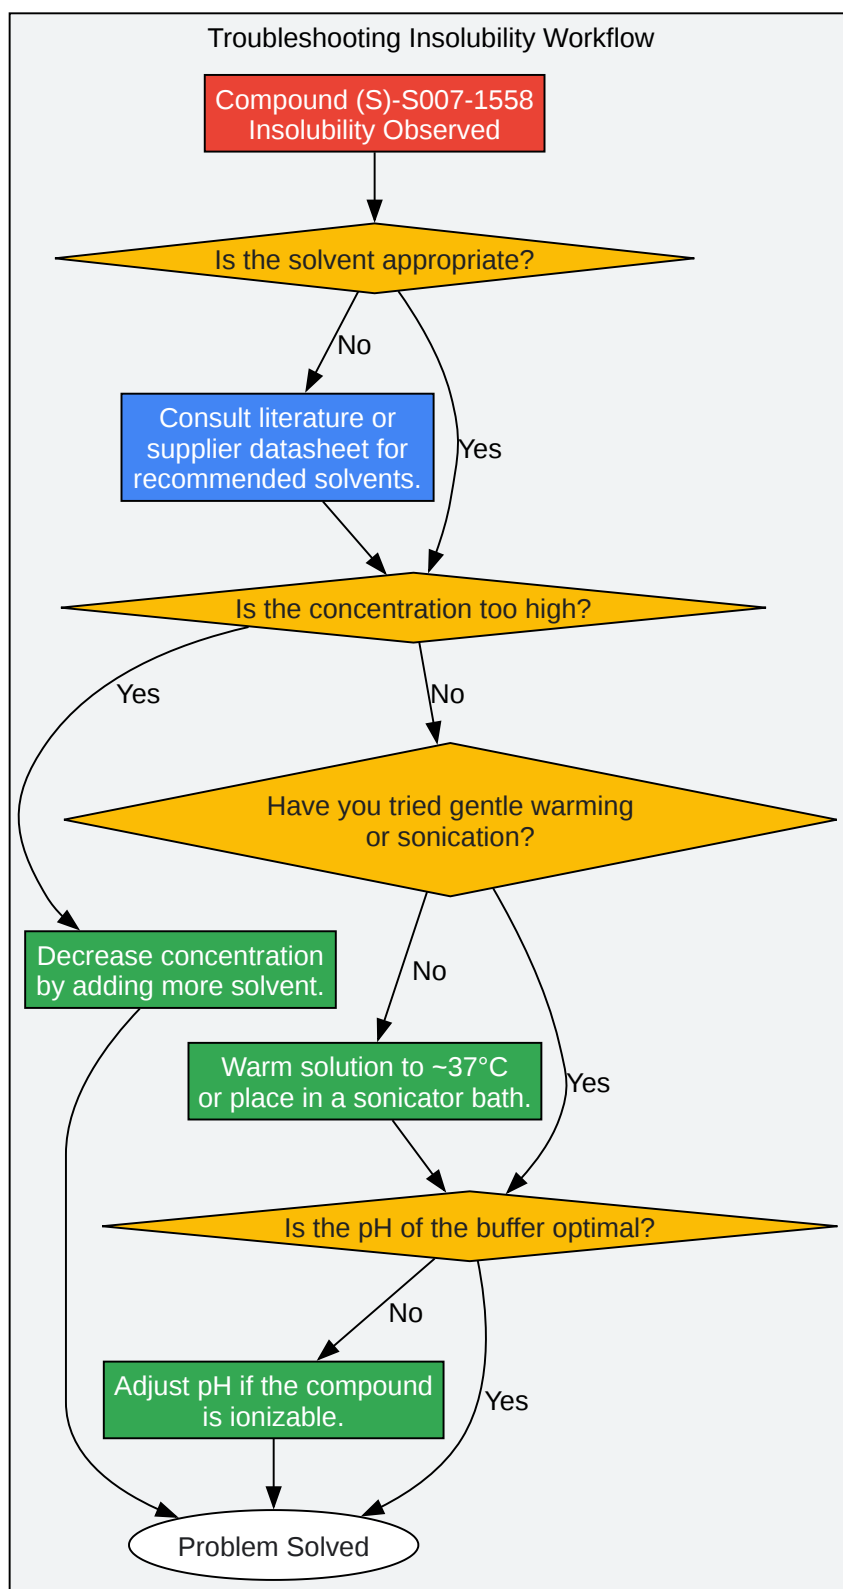 Troubleshooting Insolubility Workflow
Compound (S)-S007-1558
Insolubility Observed
Is the solvent appropriate?
No
Consult literature or
supplier datasheet for
recommended solvents.
Yes
Is the concentration too high?
Yes
No
Have you tried gentle warming
or sonication?
Decrease concentration
by adding more solvent.
No
Warm solution to ~37°C
or place in a sonicator bath.
Yes
Is the pH of the buffer optimal?
No
Adjust pH if the compound
is ionizable.
Yes
Problem Solved